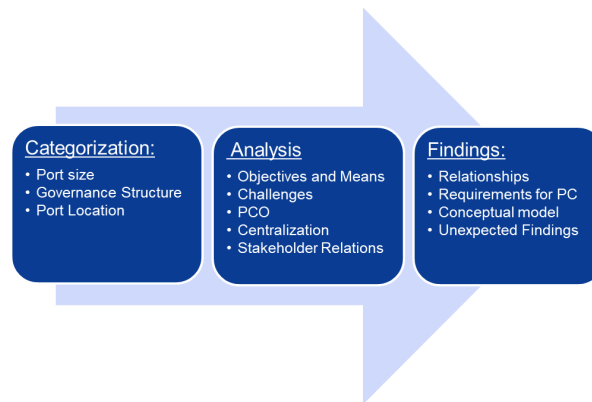 Categorization:
• Port size
• Governance Structure
• Port Location
Analysis
• Objectives and Means
• Challenges
• PCO
• Centralization
• Stakeholder Relations
Findings:
• Relationships
• Requirements for PC
• Conceptual model
• Unexpected Findings